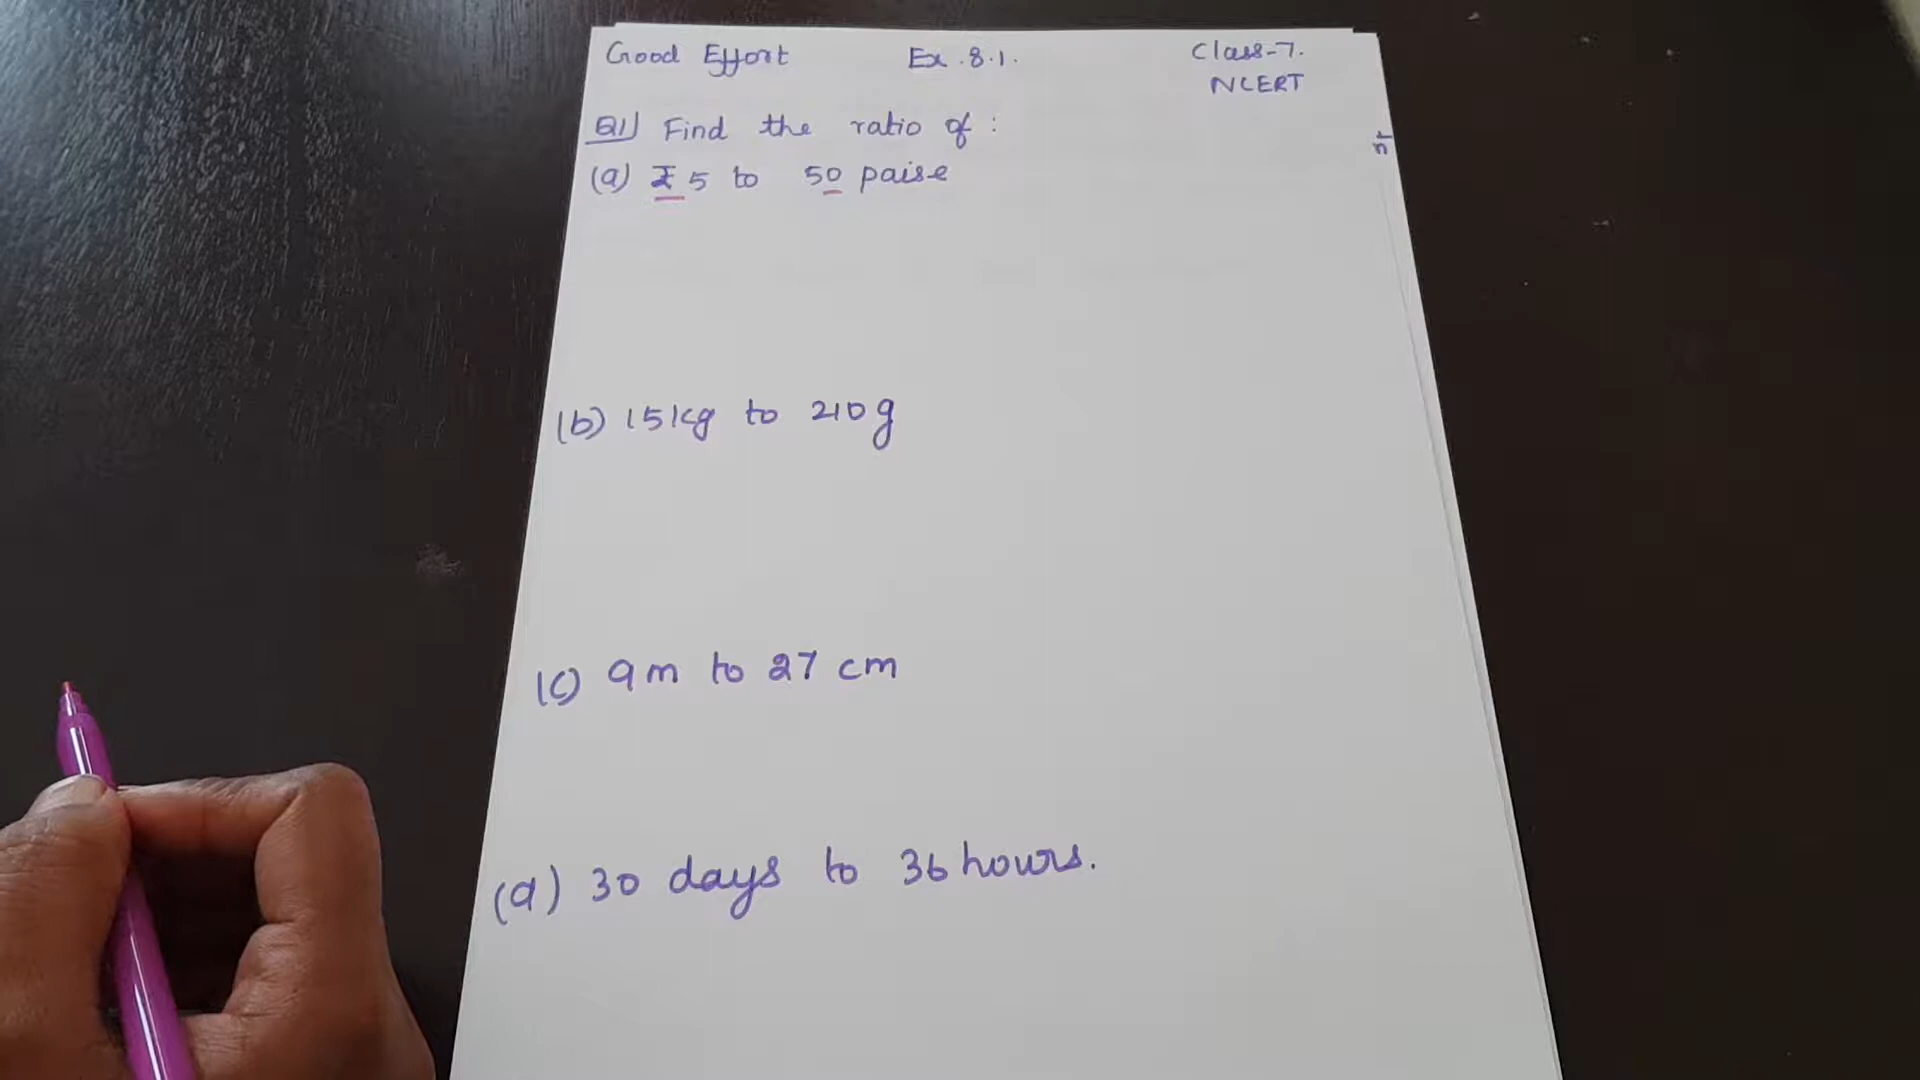 Good Effort Ex.8.1. Class-7.
NCERT
Q1) Find the ratio of :
(a) ₹5 to 50 paise
(b) 15kg to 210g
(c) 9m to 27 cm
(d) 30 days to 36 hours.